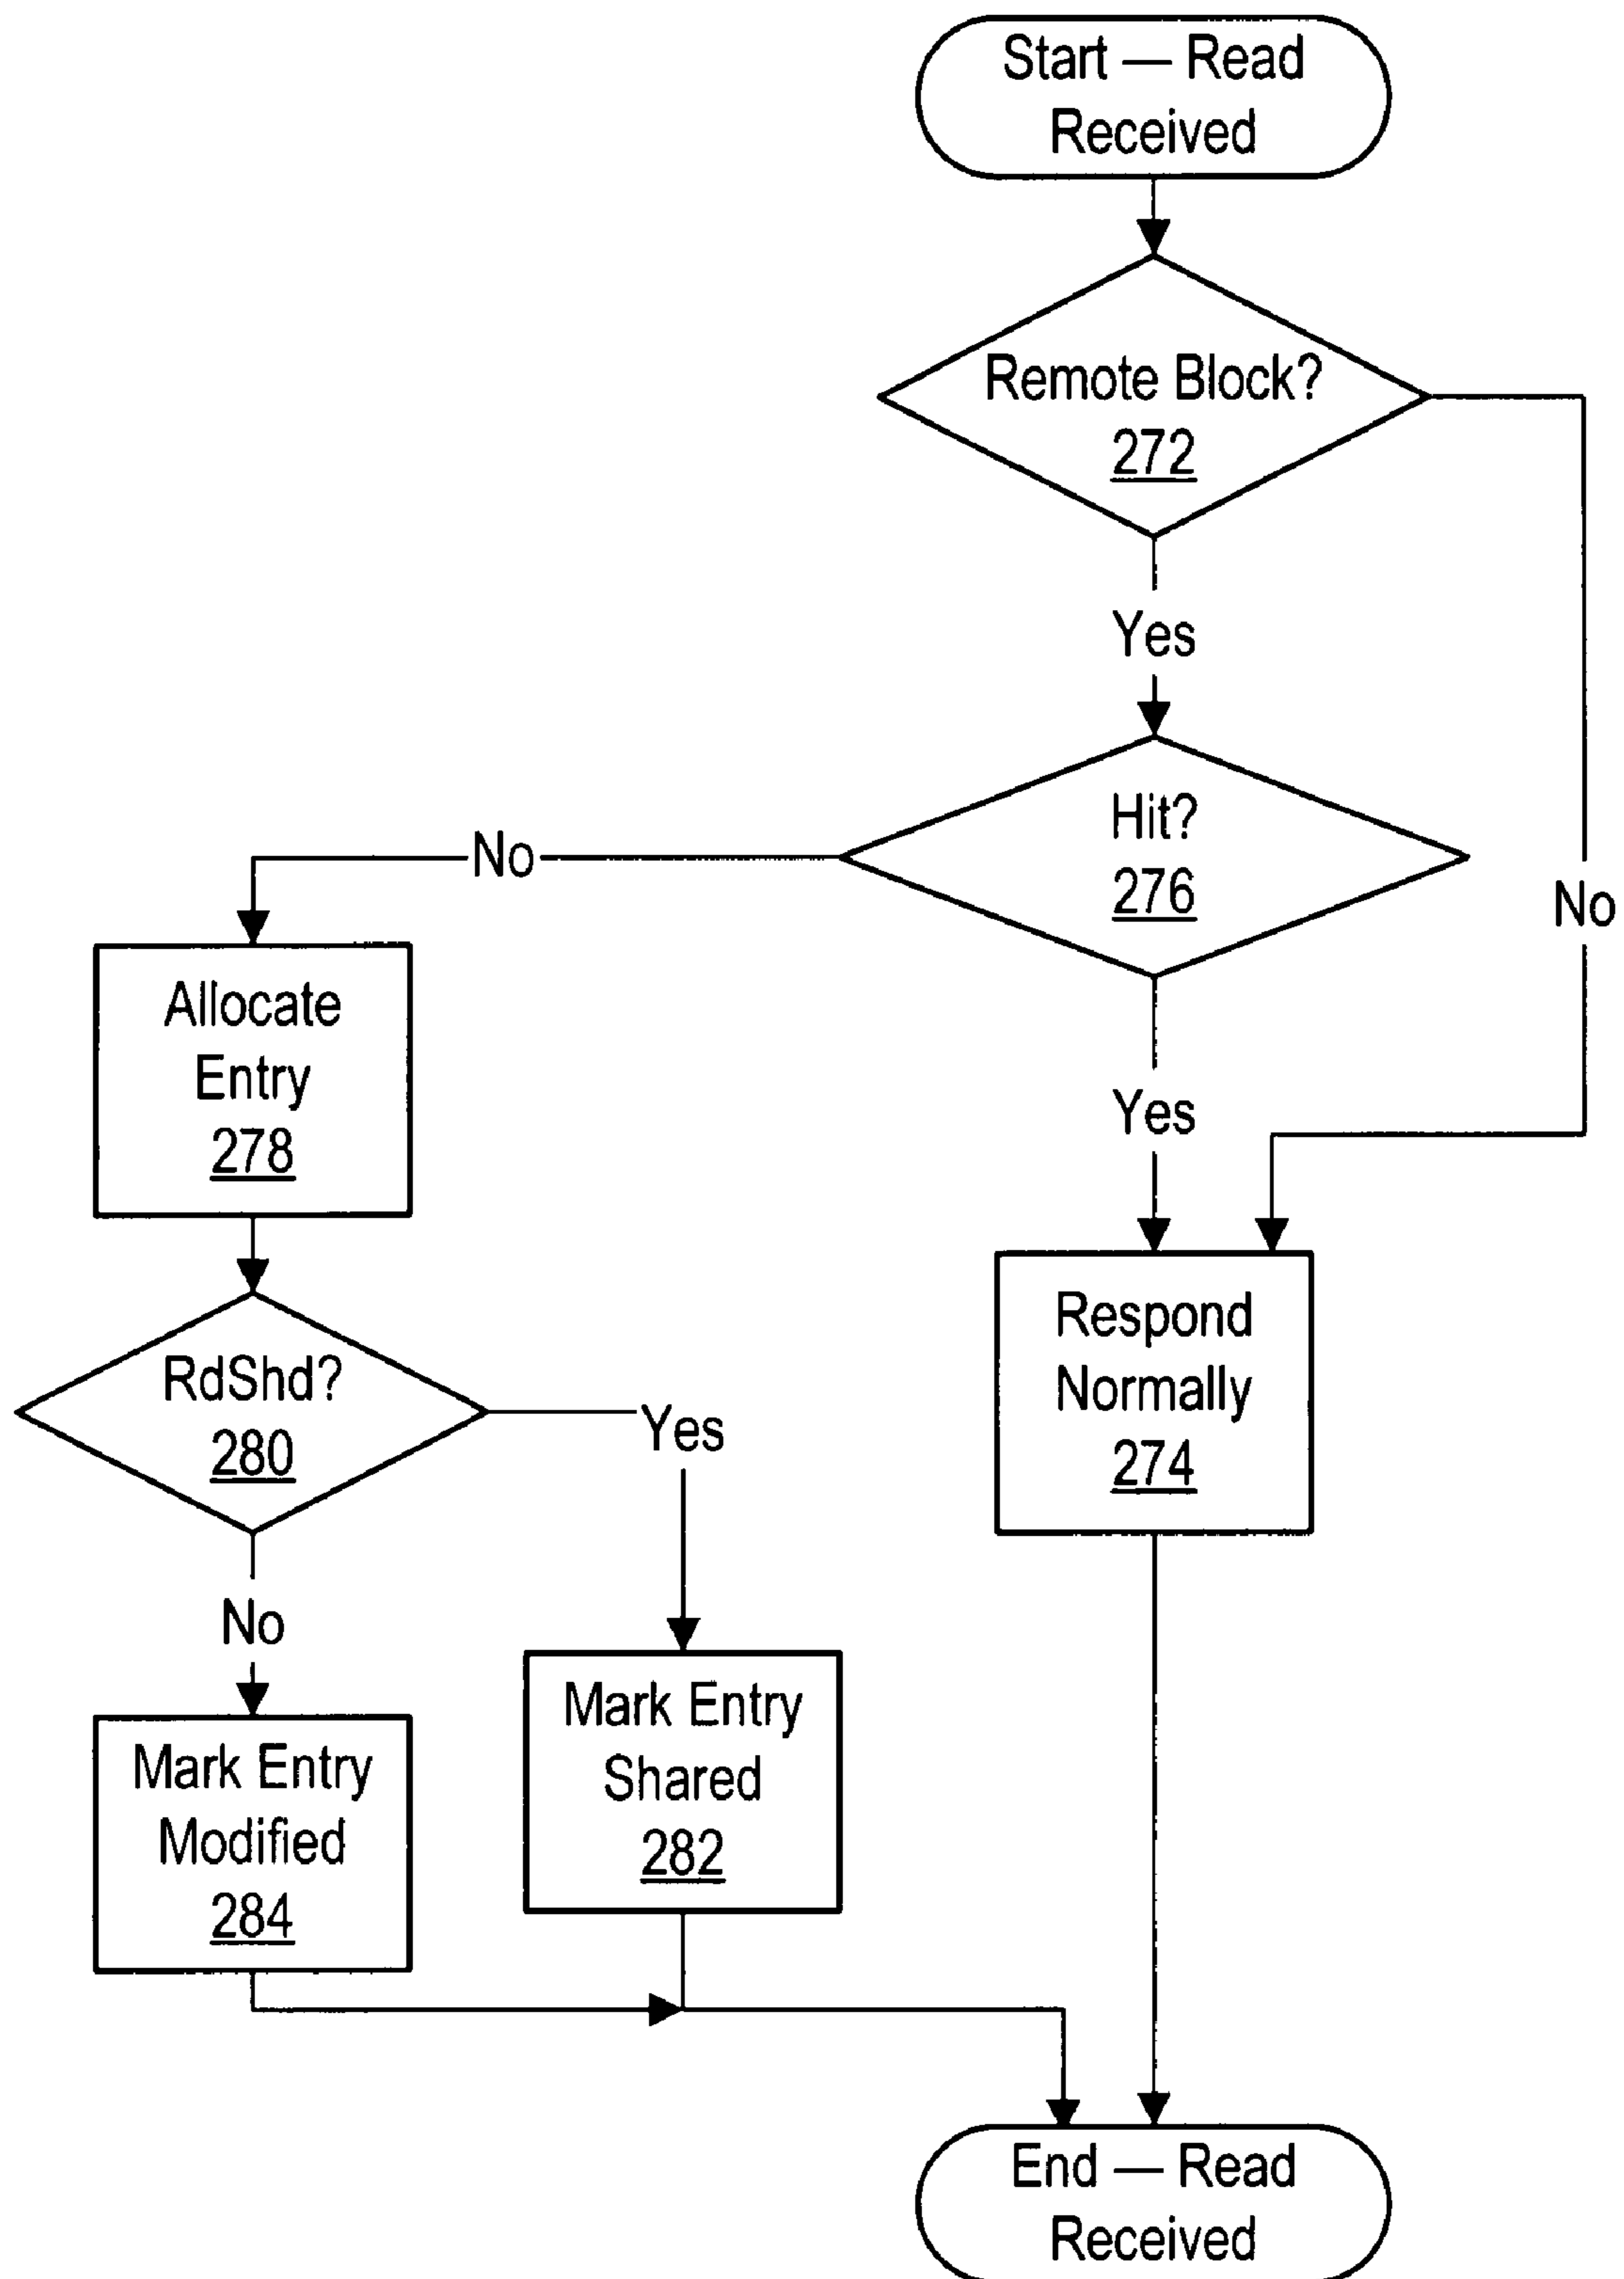 Start — Read
Received
Remote Block?
272
Yes
Hit?
276
No
No
Allocate
Entry
278
Yes
Respond
Normally
274
RdShd?
280
Yes
No
Mark Entry
Shared
282
Mark Entry
Modified
284
End — Read
Received